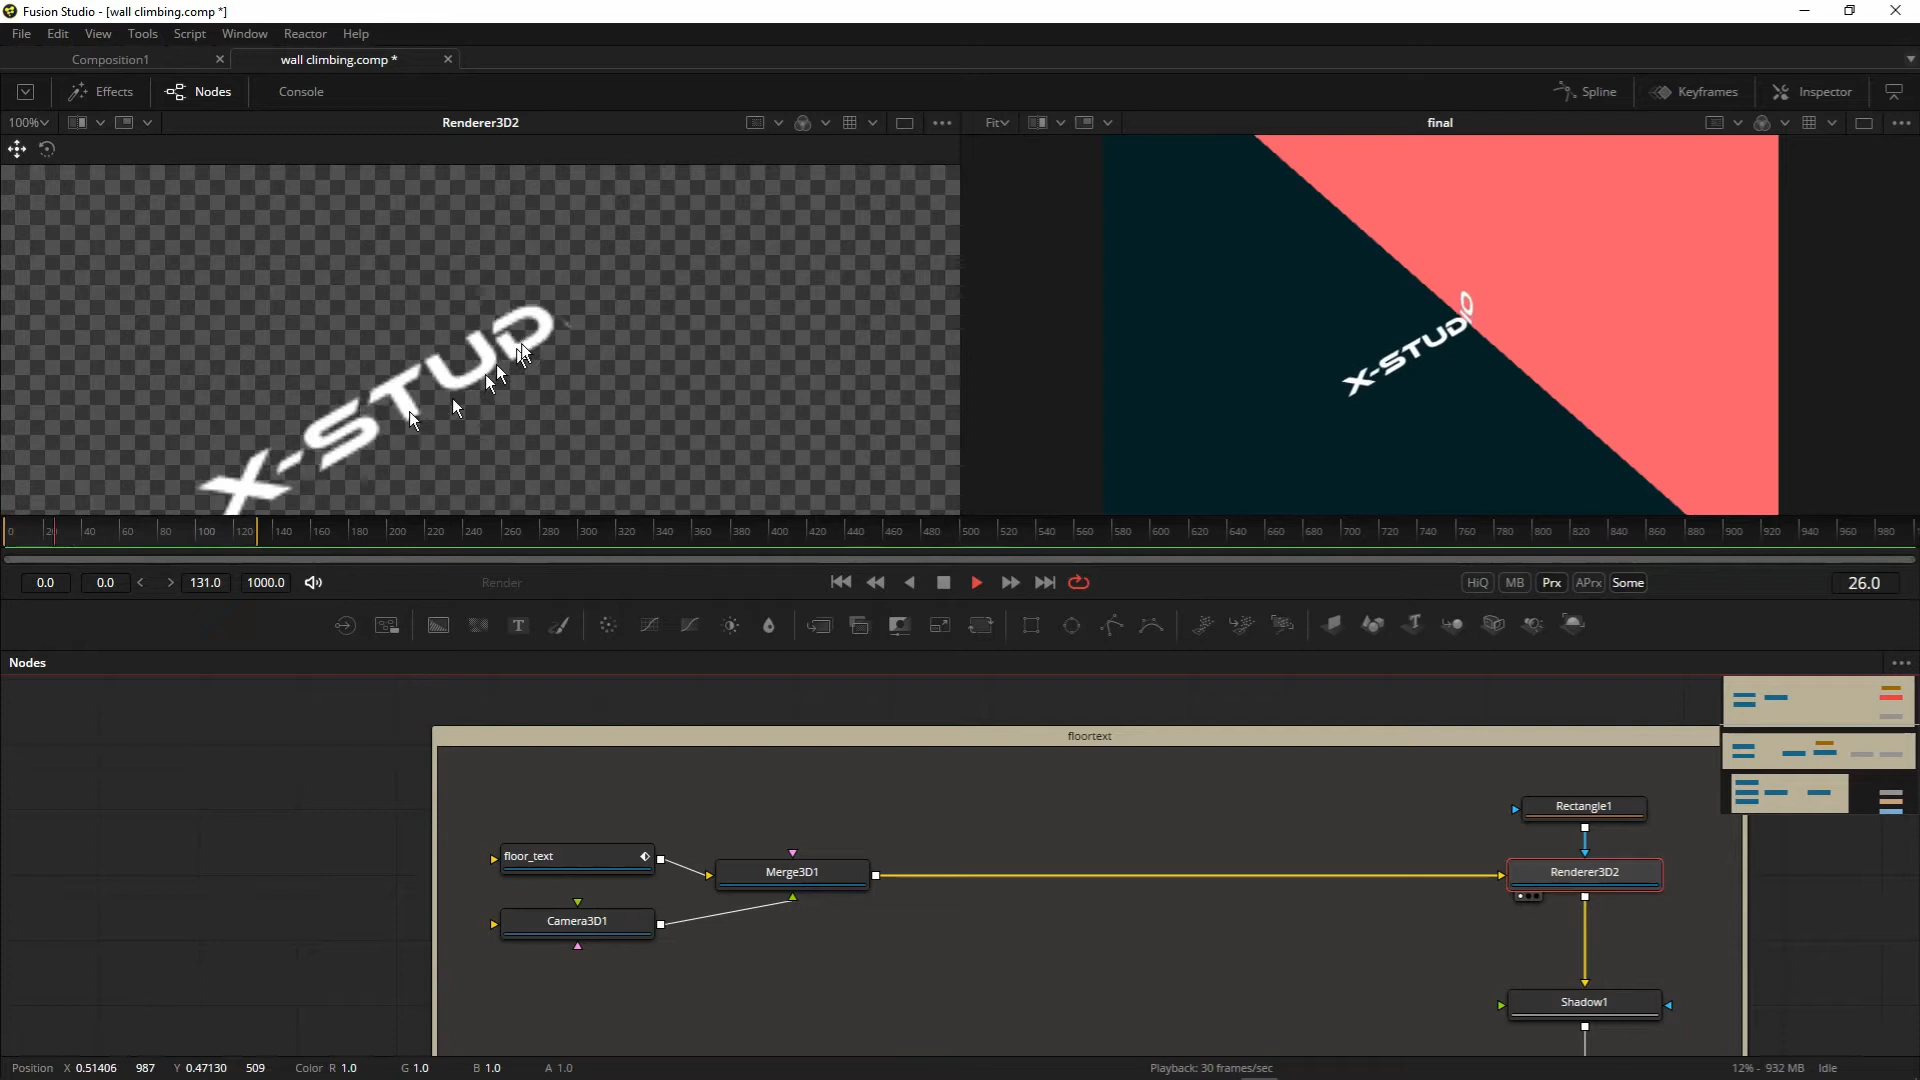 Fusion Studio - [wall climbing.comp *]
File Edit View Tools Script Window Reactor Help
Composition1 wall climbing.comp *
Effects Nodes Console Spline Keyframes Inspector
100% Renderer3D2 Fit final
X-STUD
X-STUDIO
0 20 40 60 80 100 120 140 160 180 200 220 240 260 280 300 320 340 360 380 400 420 440 460 480 500 520 540 560 580 600 620 640 660 680 700 720 740 760 780 800 820 840 860 880 900 920 940 960 980
0.0 0.0 < > 131.0 1000.0 Render HiQ MB Prx APrx Some 26.0
T T
Nodes
floortext
Rectangle1
floor_text
Merge3D1 Renderer3D2
Camera3D1
Shadow1
Position X 0.51406 987 Y 0.47130 509 Color R 1.0 G 1.0 B 1.0 A 1.0 Playback: 30 frames/sec 12% - 932 MB Idle